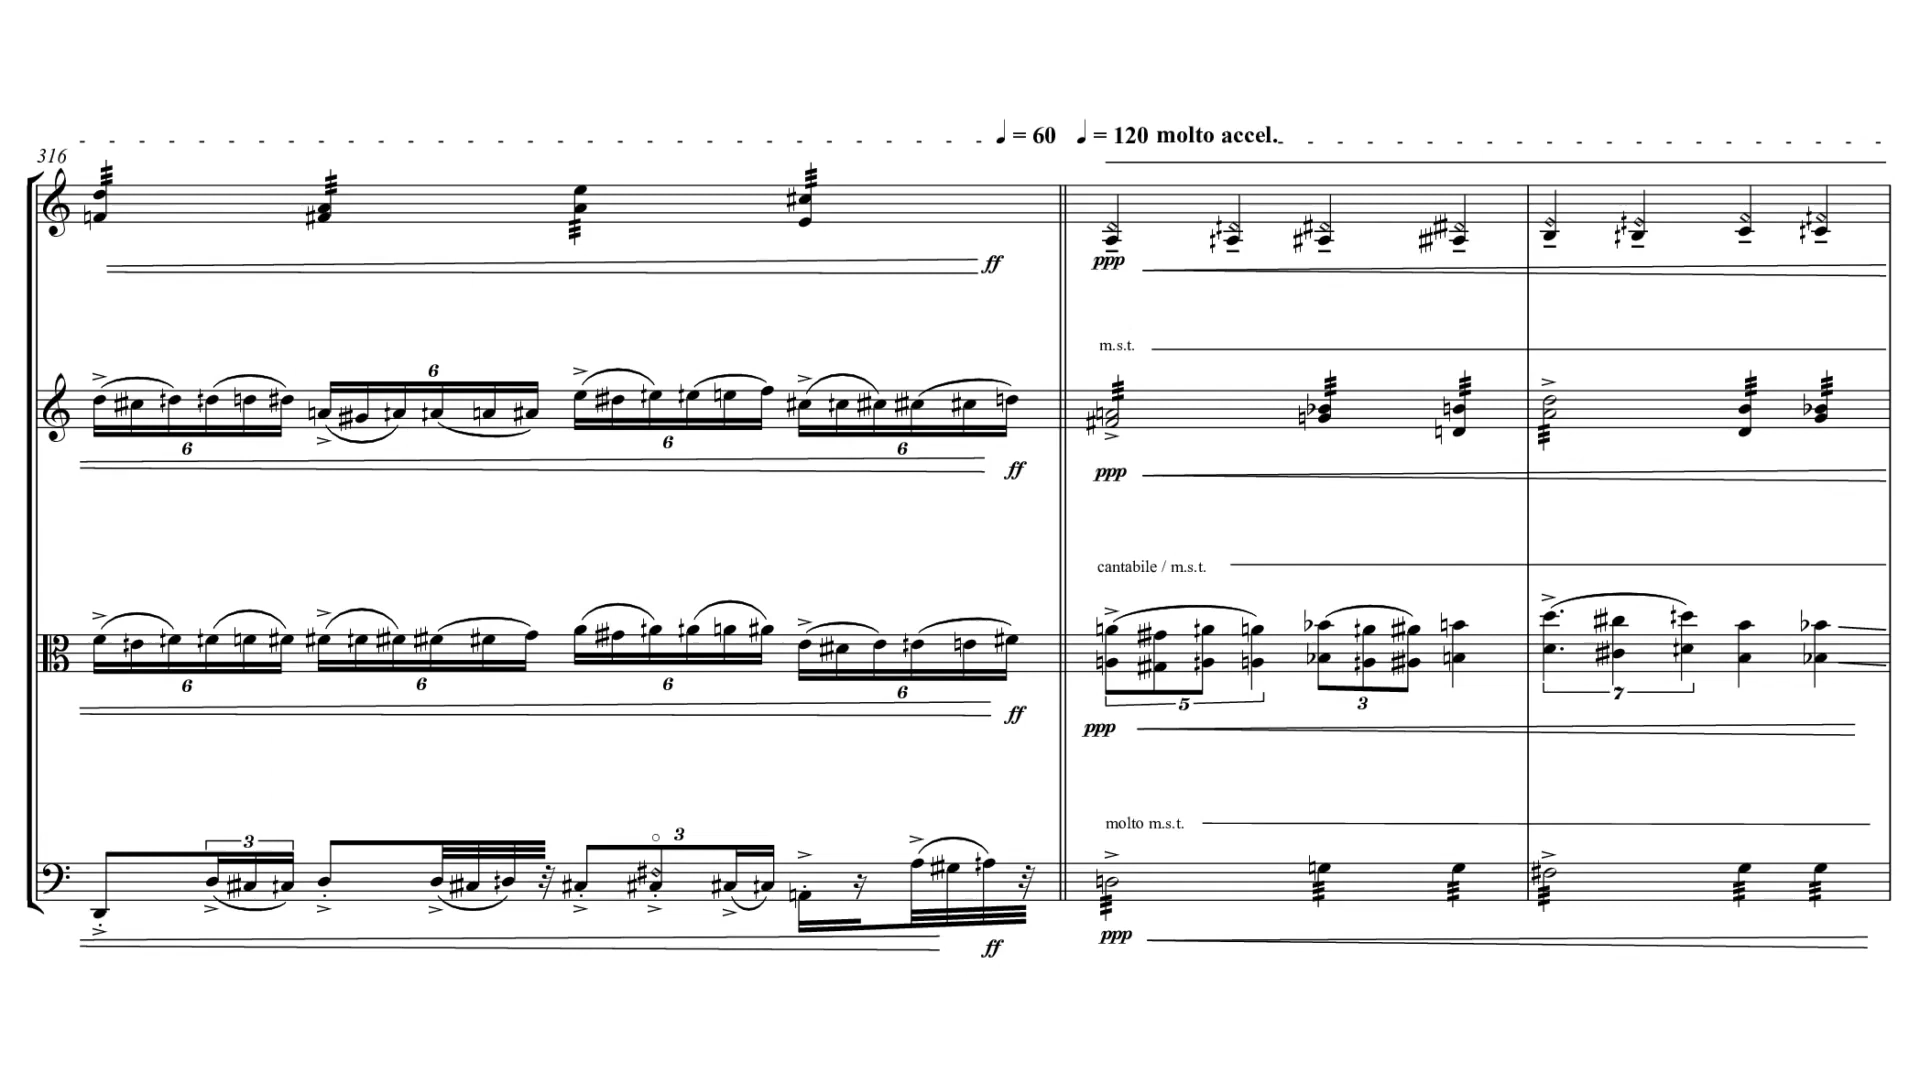 ♩ = 60 ♩ = 120 molto accel.
316
ff ppp
m.s.t.
6
6 6 6
ff ppp
cantabile / m.s.t.
6 6 6 6
5 3 7
ff ppp
molto m.s.t.
3 3
ff ppp